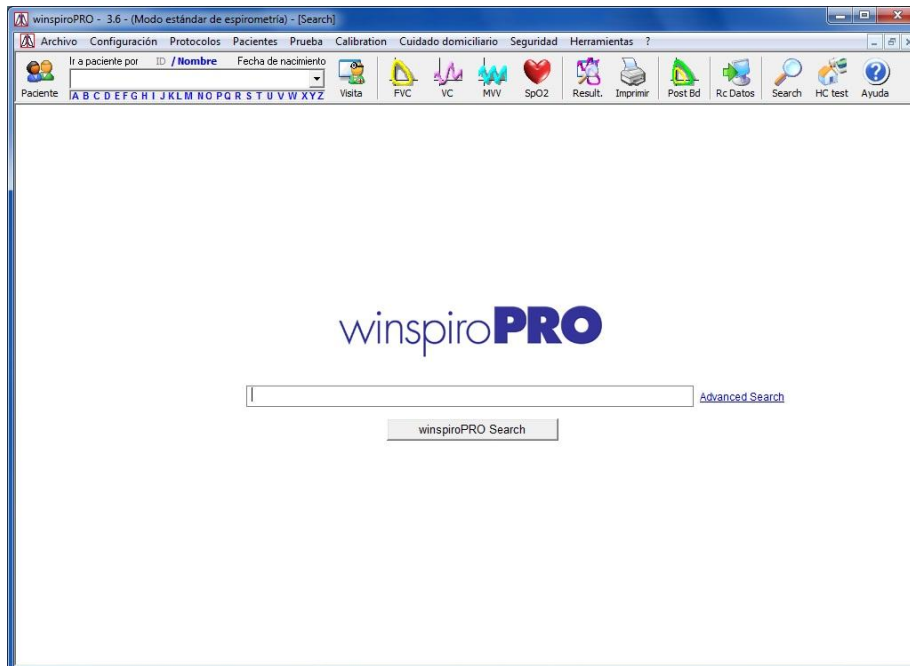 winspiroPRO - 3.6 - (Modo estándar de espirometría) - [Search]
Archivo Configuración Protocolos Pacientes Prueba Calibration Cuidado domiciliario Seguridad Herramientas ?
Ir a paciente por ID / Nombre Fecha de nacimiento
A B C D E F G H I J K L M N O P Q R S T U V W X Y Z
Paciente Visita FVC VC MVV SpO2 Result. Imprimir Post Bd Rc Datos Search HC test Ayuda
winspiroPRO
Advanced Search
winspiroPRO Search